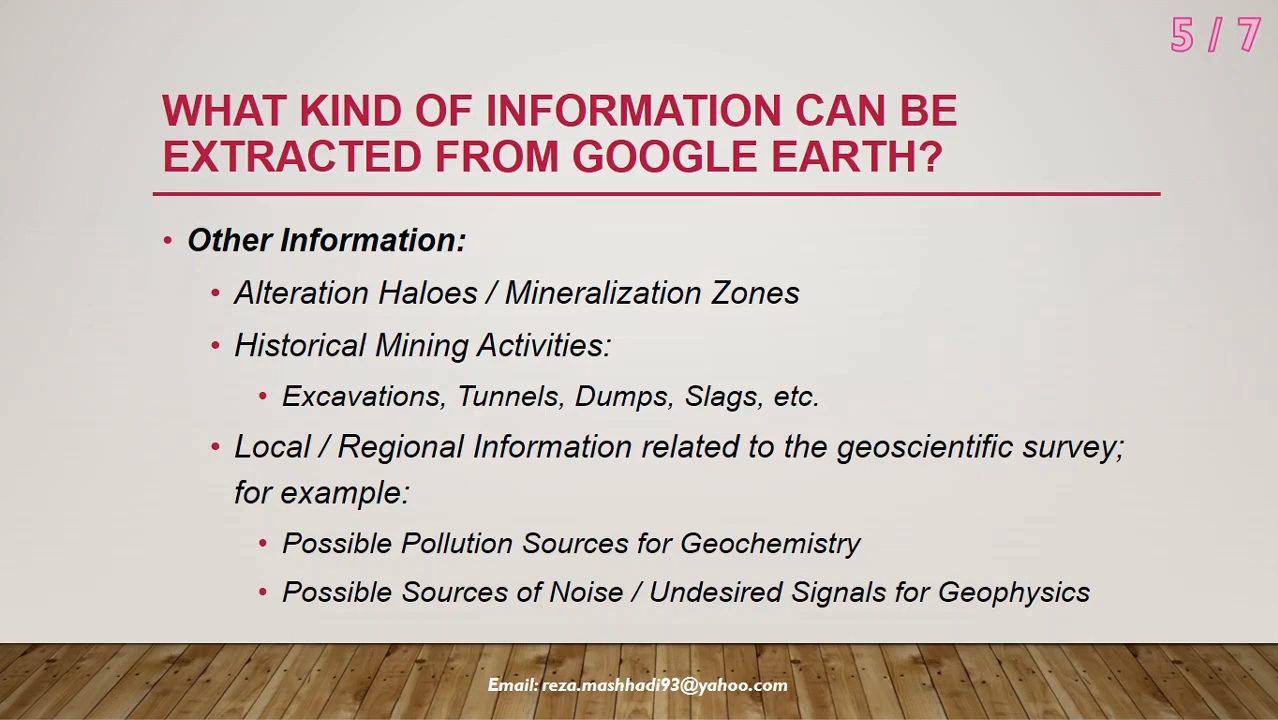 5 / 7
WHAT KIND OF INFORMATION CAN BE
EXTRACTED FROM GOOGLE EARTH?
• Other Information:
• Alteration Haloes / Mineralization Zones
• Historical Mining Activities:
• Excavations, Tunnels, Dumps, Slags, etc.
• Local / Regional Information related to the geoscientific survey;
for example:
• Possible Pollution Sources for Geochemistry
• Possible Sources of Noise / Undesired Signals for Geophysics
Email: reza.mashhadi93@yahoo.com